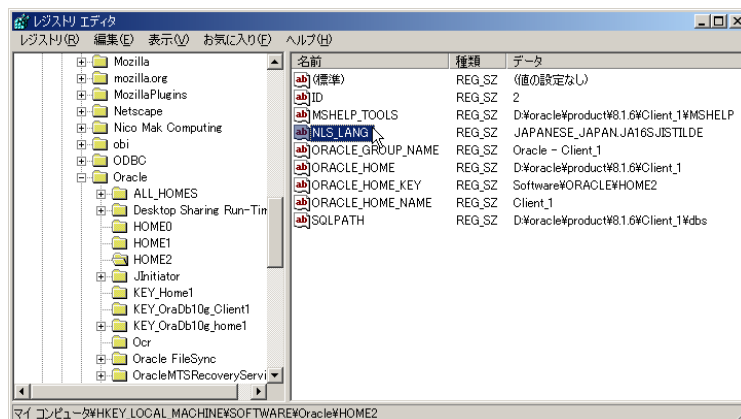 レジストリ エディタ
レジストリ(R) 編集(E) 表示(V) お気に入り(F) ヘルプ(H)
Mozilla
mozilla.org
MozillaPlugins
Netscape
Nico Mak Computing
obi
ODBC
Oracle
ALL_HOMES
Desktop Sharing Run-Tim
HOME0
HOME1
HOME2
JInitiator
KEY_Home1
KEY_OraDb10g_Client1
KEY_OraDb10g_home1
Ocr
Oracle FileSync
OracleMTSRecoveryServi
名前 種類 データ
(標準) REG_SZ (値の設定なし)
ID REG_SZ 2
MSHELP_TOOLS REG_SZ D:¥oracle¥product¥8.1.6¥Client_1¥MSHELP
NLS_LANG REG_SZ JAPANESE_JAPAN.JA16SJISTILDE
ORACLE_GROUP_NAME REG_SZ Oracle - Client_1
ORACLE_HOME REG_SZ D:¥oracle¥product¥8.1.6¥Client_1
ORACLE_HOME_KEY REG_SZ Software¥ORACLE¥HOME2
ORACLE_HOME_NAME REG_SZ Client_1
SQLPATH REG_SZ D:¥oracle¥product¥8.1.6¥Client_1¥dbs
マイ コンピュータ¥HKEY_LOCAL_MACHINE¥SOFTWARE¥Oracle¥HOME2